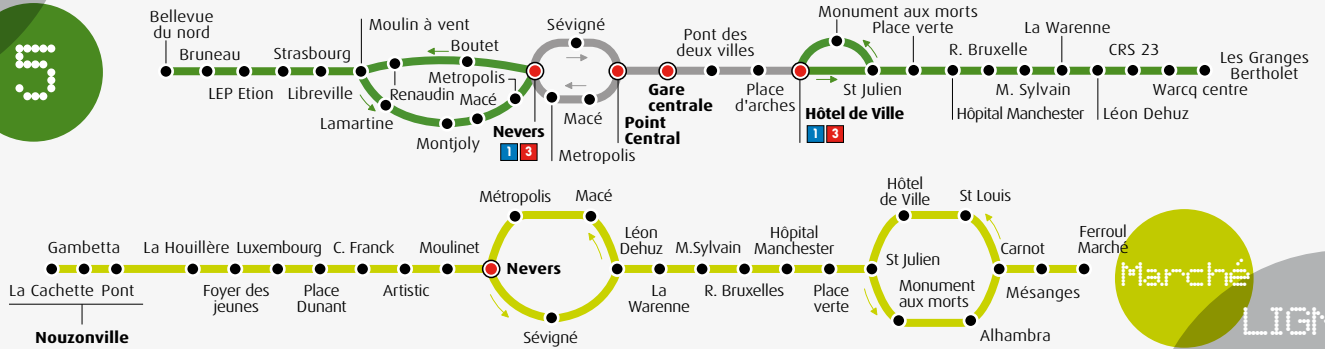 5
Bellevue
du nord
Bruneau
LEP Etion
Strasbourg
Libreville
Moulin à vent
Boutet
Renaudin
Lamartine
Montjoly
Macé
Metropolis
Nevers
1 3
Sévigné
Macé
Metropolis
Point
Central
Gare
centrale
Pont des
deux villes
Place
d'arches
Hôtel de Ville
1 3
Monument aux morts
St Julien
Place verte
Hôpital Manchester
R. Bruxelle
M. Sylvain
La Warenne
Léon Dehuz
CRS 23
Warcq centre
Les Granges
Bertholet
La Cachette Pont
Gambetta
Nouzonville
La Houillère
Foyer des
jeunes
Luxembourg
Place
Dunant
C. Franck
Artistic
Moulinet
Nevers
Métropolis
Macé
Sévigné
Léon
Dehuz
La
Warenne
M.Sylvain
R. Bruxelles
Hôpital
Manchester
Place
verte
St Julien
Hôtel
de Ville
St Louis
Monument
aux morts
Alhambra
Carnot
Mésanges
Ferroul
Marché
Marché